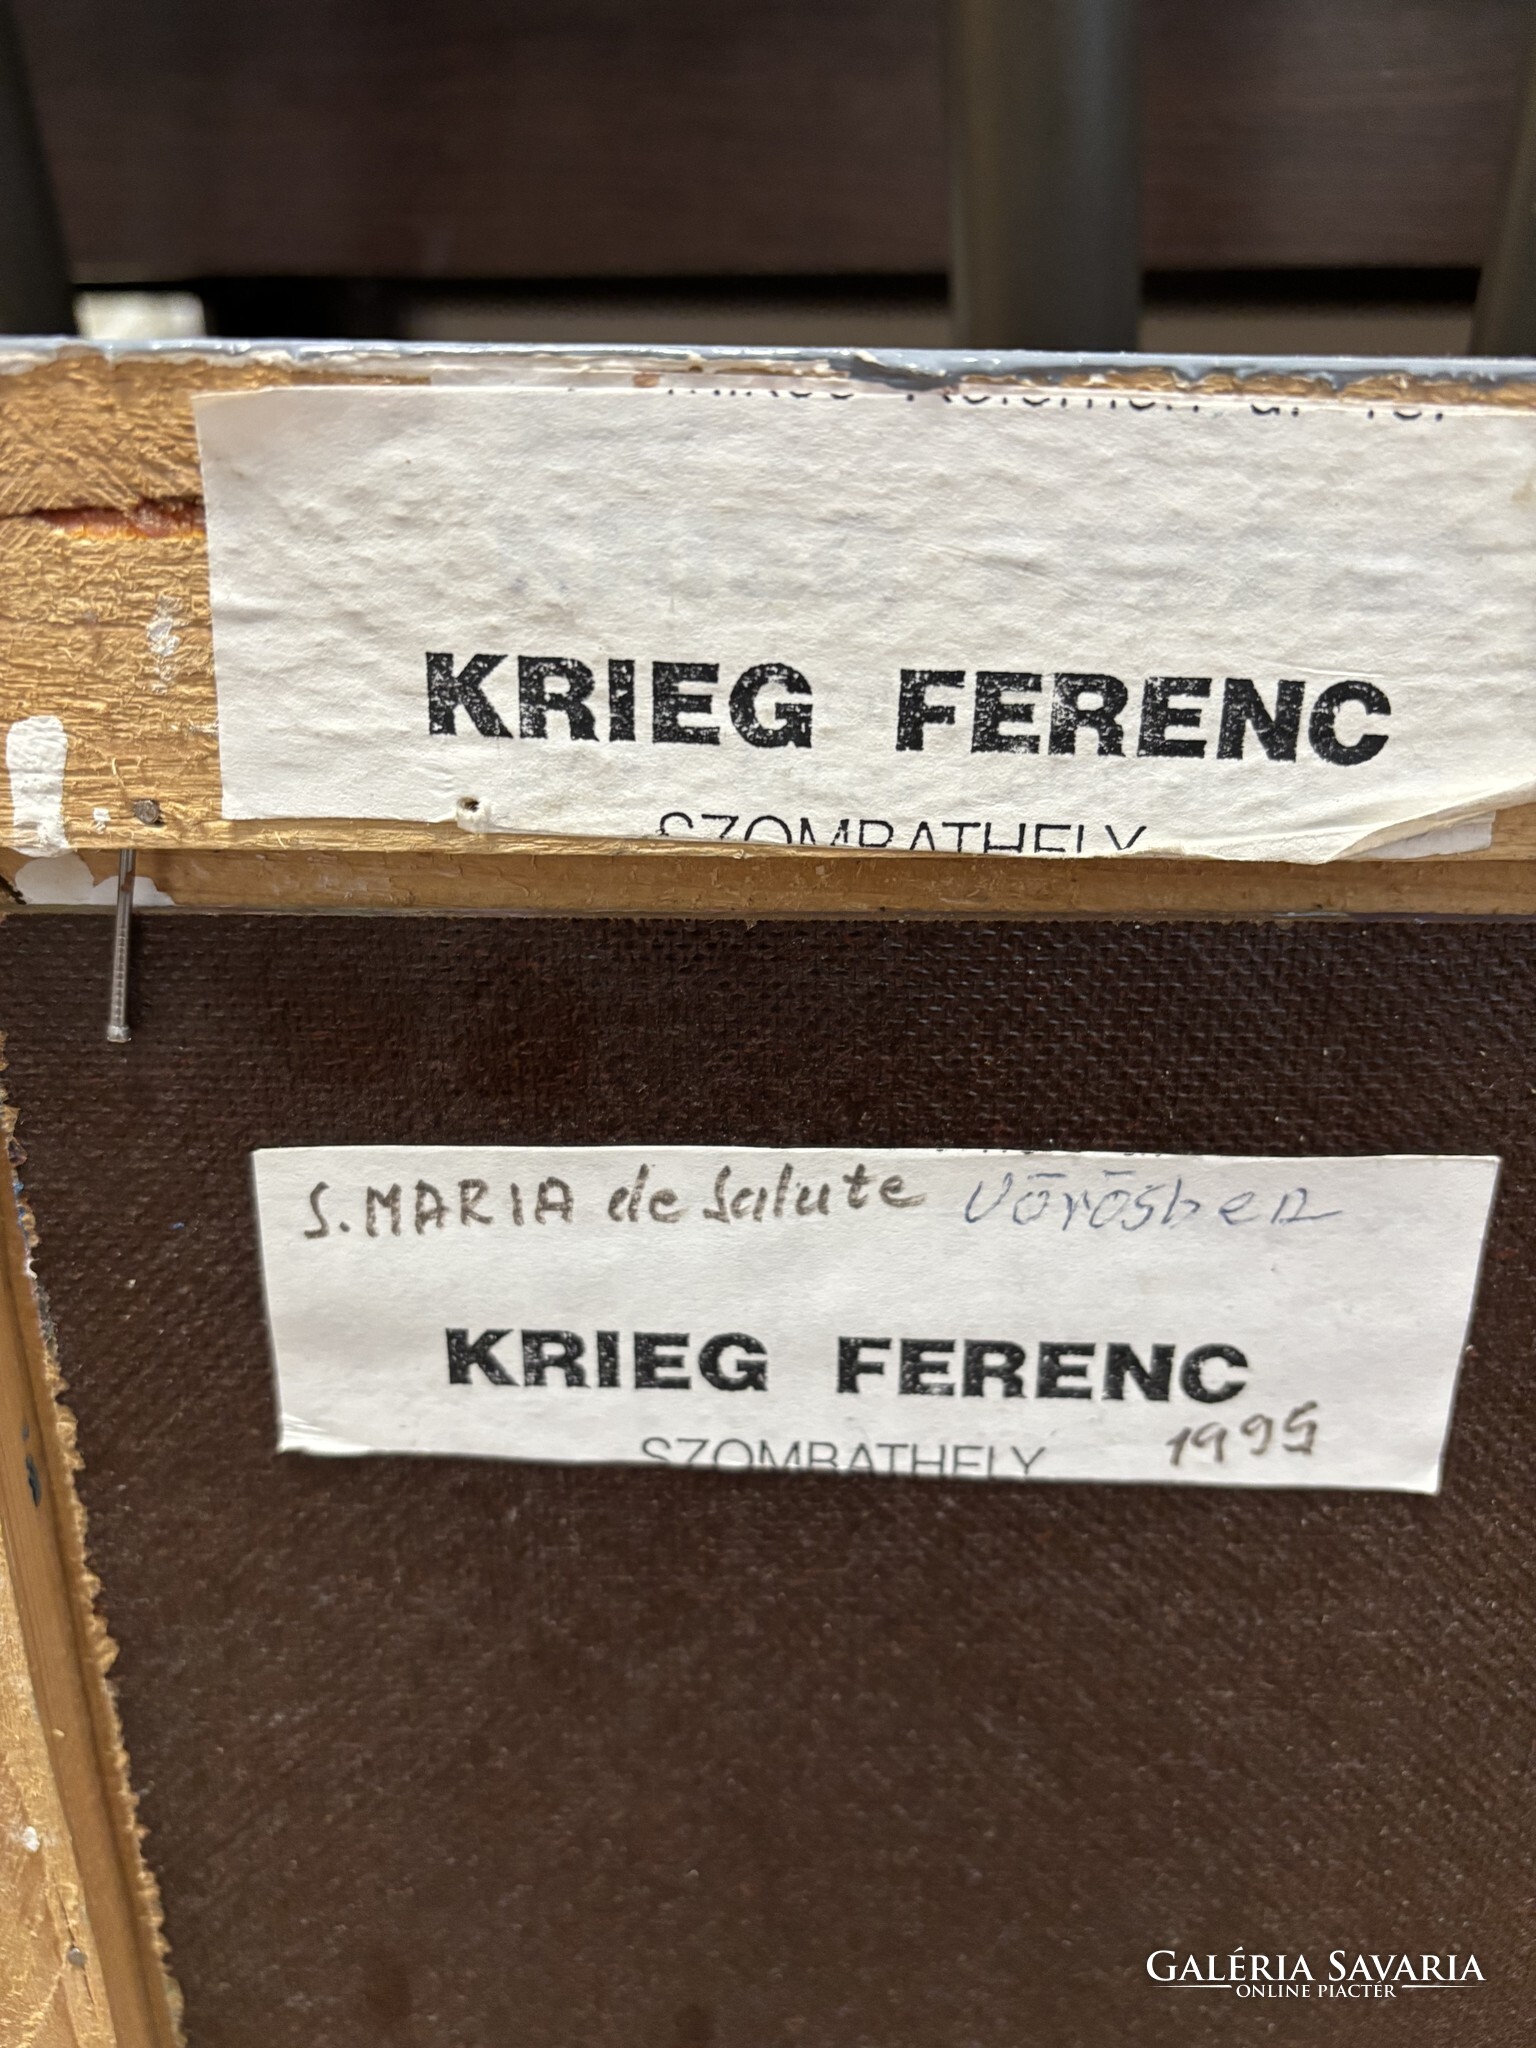 KRIEG FERENC
SZOMBATHELY
S. MARIA de Salute Vörösben
KRIEG FERENC
1995
SZOMBATHELY
GALÉRIA SAVARIA
ONLINE PIACTÉR